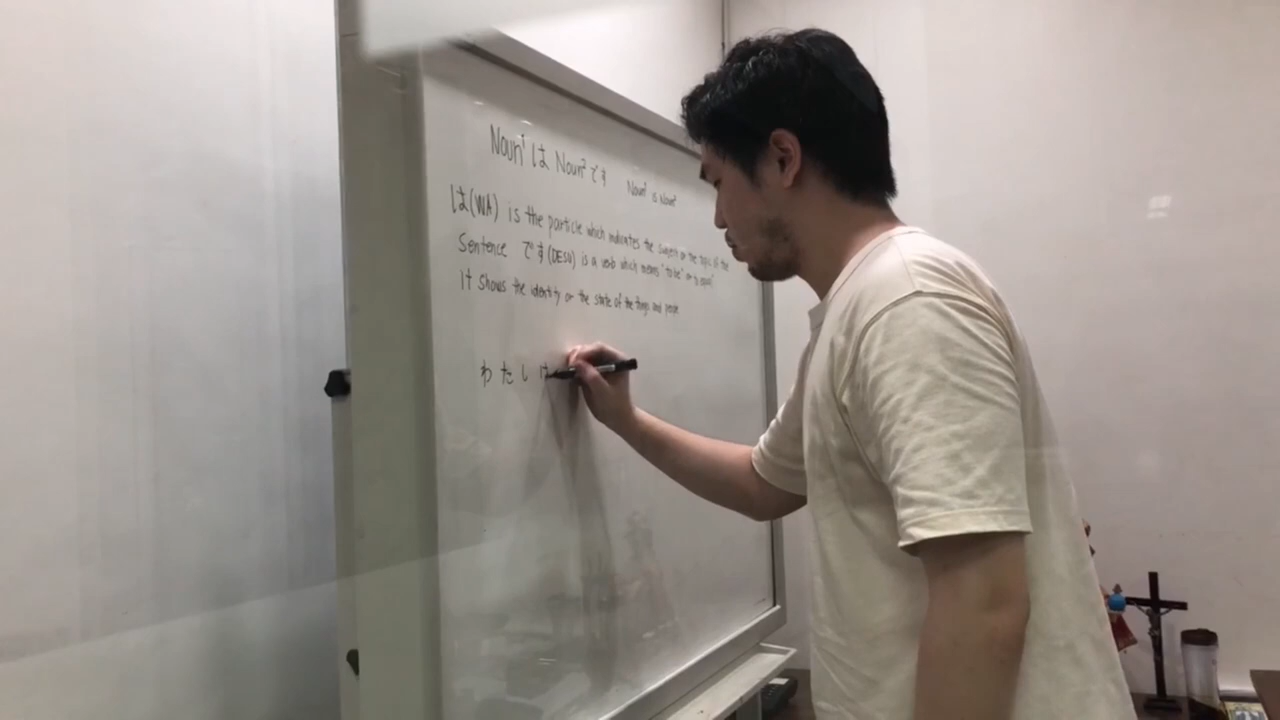 Noun¹ は Noun² です Noun¹ is Noun²
は(WA) is the particle which indicates the subject or the topic of the
Sentence です(DESU) is a verb which means "to be" or to equal"
It shows the identity or the state of the things and people
わたしは